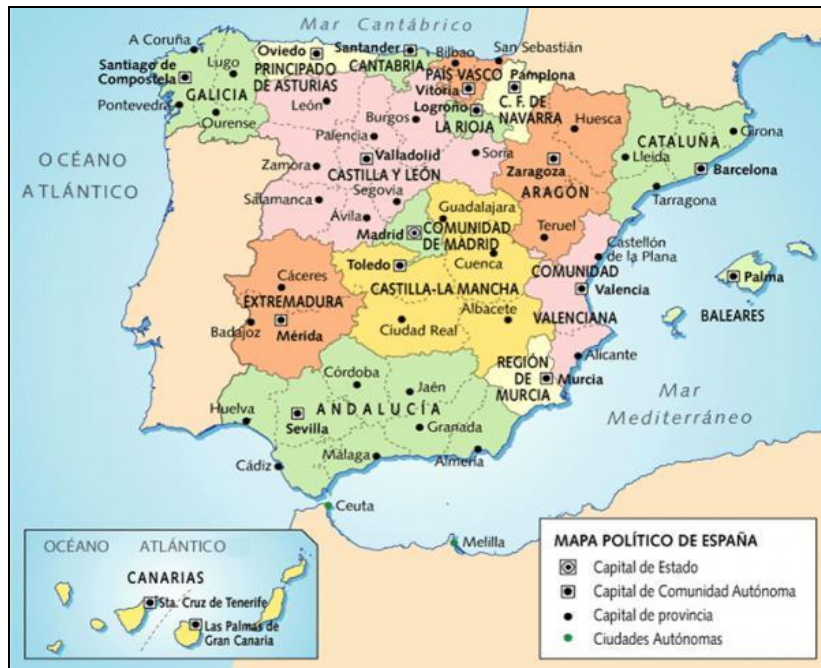 Mar Cantábrico
A Coruña
Lugo
Santiago de
Compostela
GALICIA
Pontevedra
Ourense
Oviedo
PRINCIPADO
DE ASTURIAS
Santander
CANTABRIA
Bilbao
San Sebastián
PAÍS VASCO
Vitoria
Pamplona
C. F. DE
NAVARRA
Logroño
LA RIOJA
León
Burgos
Palencia
Valladolid
CASTILLA Y LEÓN
Zamora
Soria
Segovia
Salamanca
Ávila
Huesca
Zaragoza
ARAGÓN
Teruel
CATALUÑA
Girona
Lleida
Barcelona
Tarragona
OCÉANO
ATLÁNTICO
Madrid
COMUNIDAD
DE MADRID
Guadalajara
Toledo
Cuenca
CASTILLA-LA MANCHA
Ciudad Real
Albacete
Castellón
de la Plana
COMUNIDAD
Valencia
VALENCIANA
Alicante
Palma
BALEARES
Cáceres
EXTREMADURA
Badajoz
Mérida
REGIÓN
DE
MURCIA
Murcia
Mar
Mediterráneo
Córdoba
Jaén
ANDALUCÍA
Huelva
Sevilla
Granada
Málaga
Almería
Cádiz
Ceuta
Melilla
OCÉANO ATLÁNTICO
CANARIAS
Sta. Cruz de Tenerife
Las Palmas de
Gran Canaria
MAPA POLÍTICO DE ESPAÑA
Capital de Estado
Capital de Comunidad Autónoma
Capital de provincia
Ciudades Autónomas